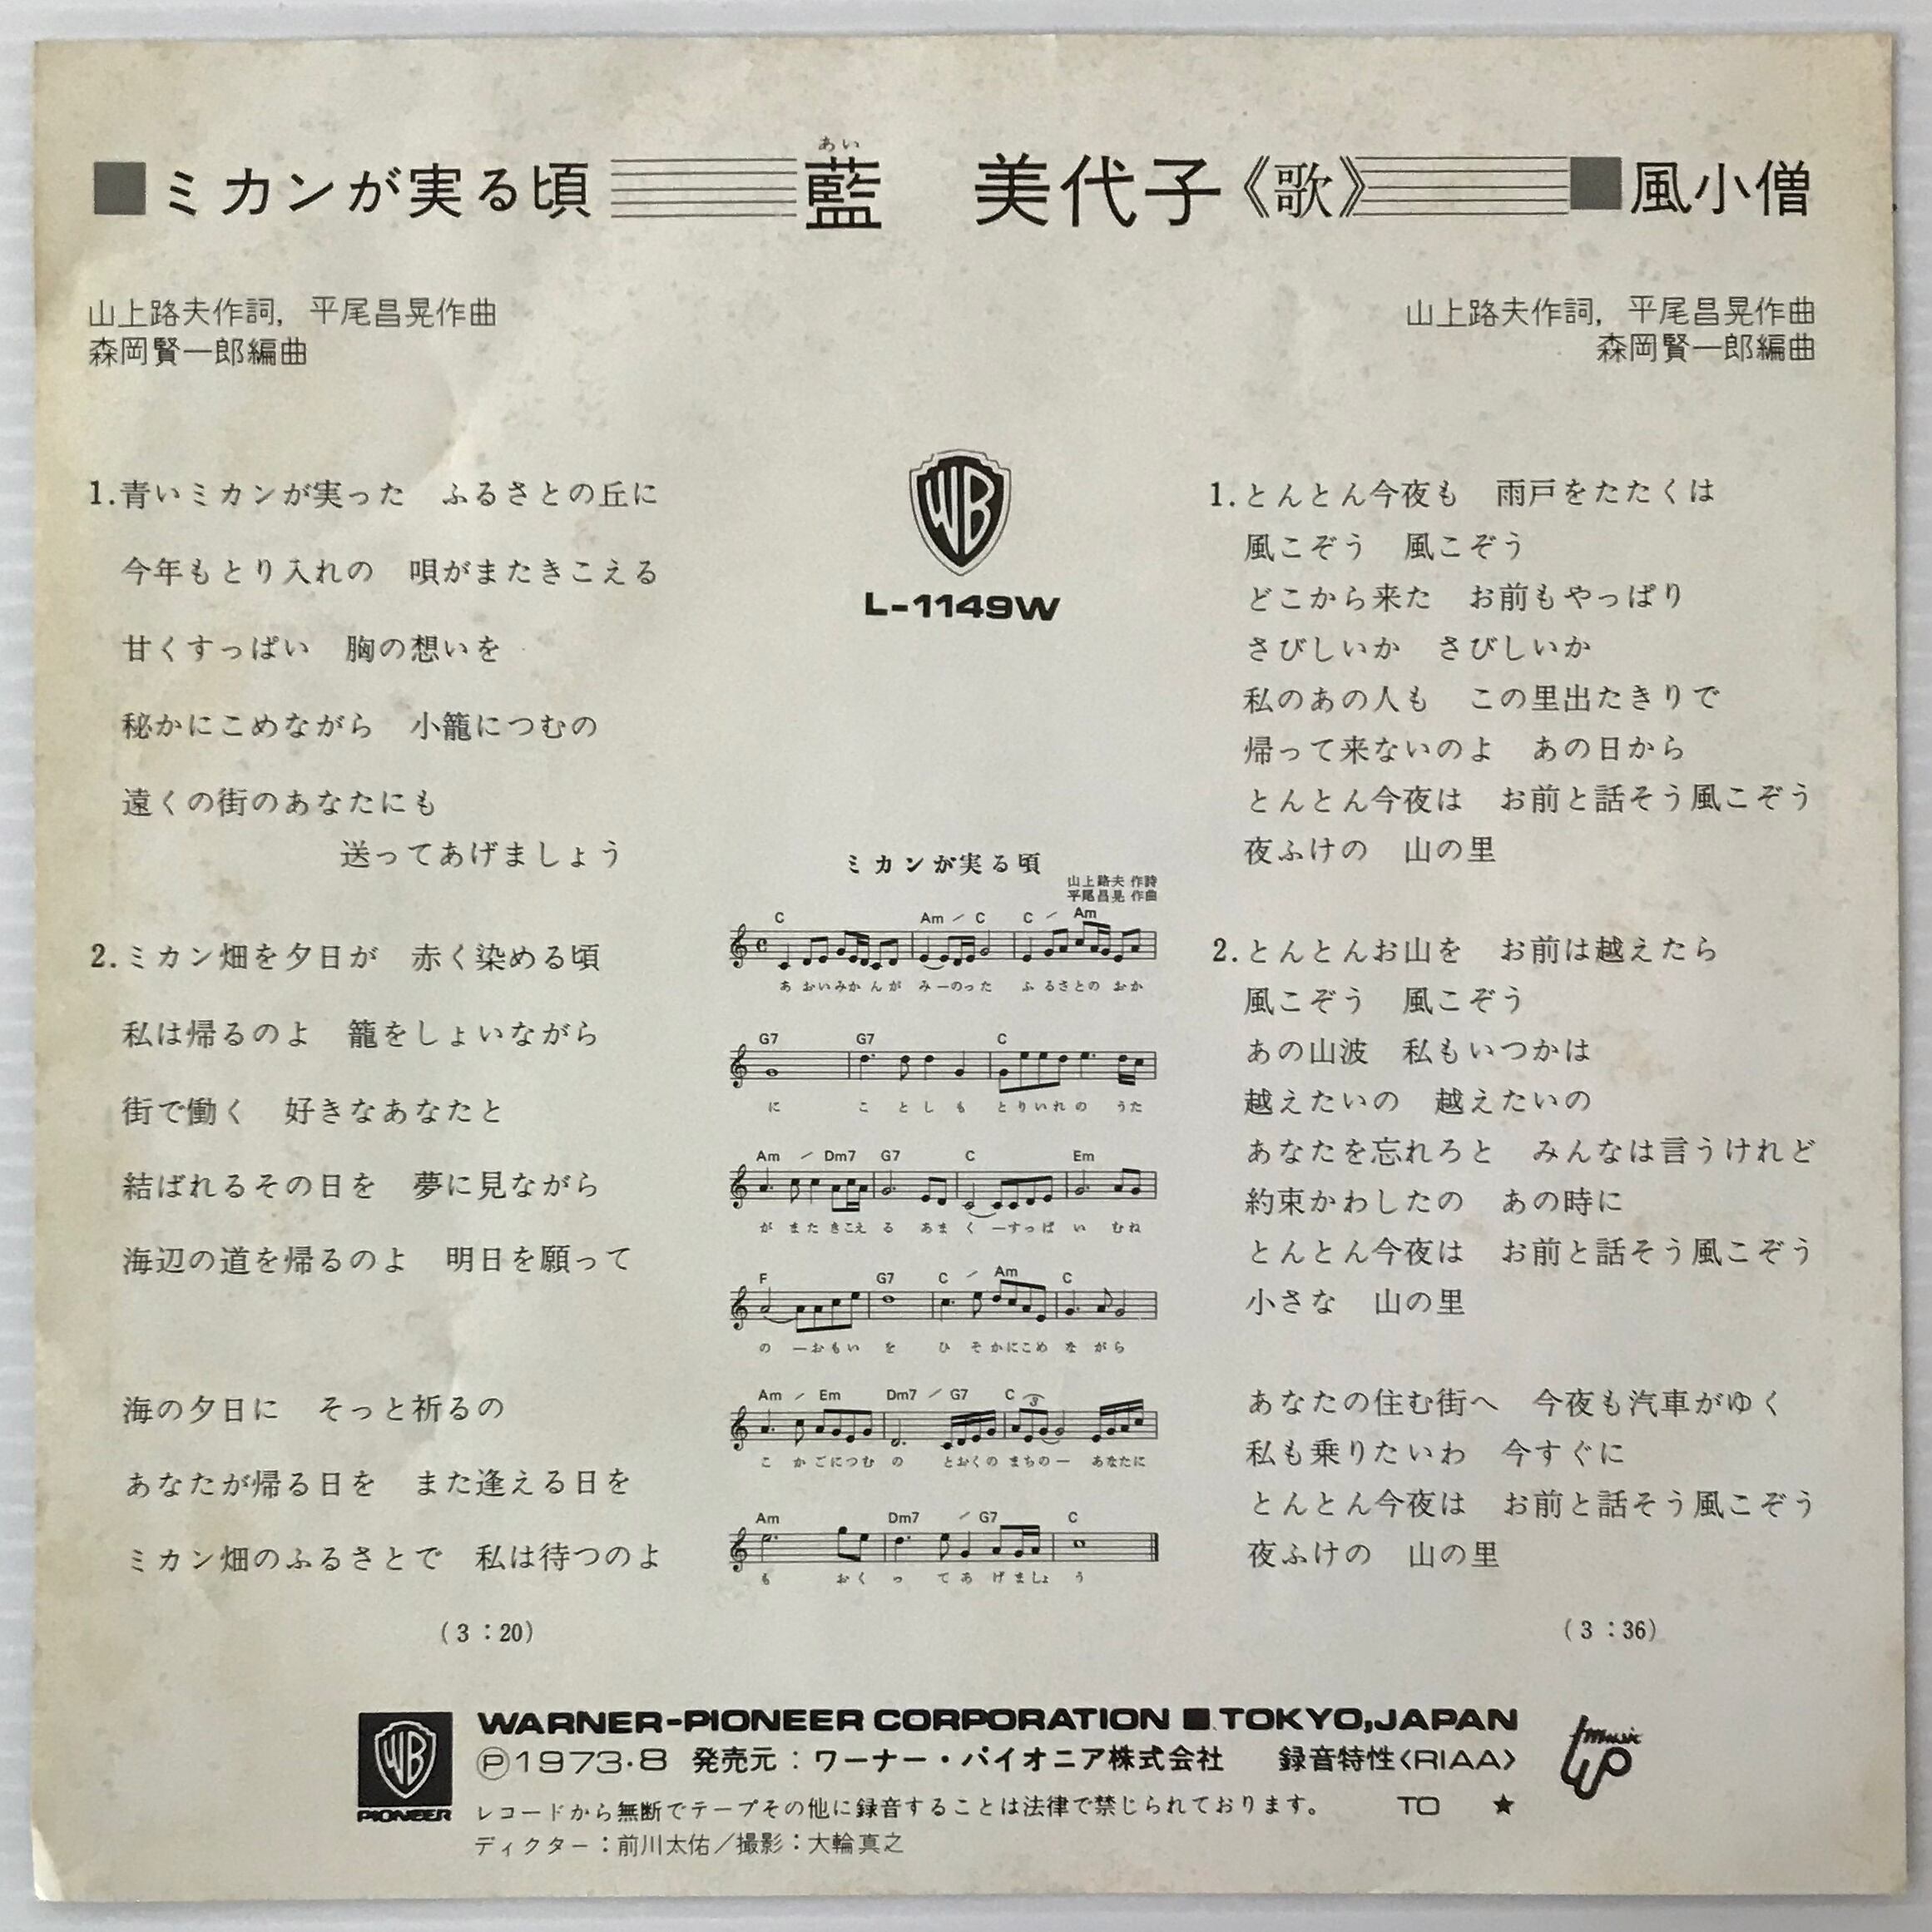 ■ミカンが実る頃
あい
藍 美代子《歌》
■風小僧
山上路夫作詞, 平尾昌晃作曲
森岡賢一郎編曲
山上路夫作詞, 平尾昌晃作曲
森岡賢一郎編曲
1.青いミカンが実った ふるさとの丘に
今年もとり入れの 唄がまたきこえる
甘くすっぱい 胸の想いを
秘かにこめながら 小籠につむの
遠くの街のあなたにも
送ってあげましょう
2.ミカン畑を夕日が 赤く染める頃
私は帰るのよ 籠をしょいながら
街で働く 好きなあなたと
結ばれるその日を 夢に見ながら
海辺の道を帰るのよ 明日を願って
海の夕日に そっと祈るの
あなたが帰る日を また逢える日を
ミカン畑のふるさとで 私は待つのよ
(3:20)
WB
L-1149W
ミカンが実る頃
山上路夫 作詩
平尾昌晃 作曲
C Am / C C / Am
あ おいみかんが みーのった ふるさとの おか
G7 G7 C
に ことしも とりいれの うた
Am / Dm7 G7 C Em
が また きこえ る あま く ーすっぱ い むね
F G7 C / Am C
の ーおもい を ひ そかにこめ な がら
Am / Em Dm7 / G7 C 3
こ かごにつむ の とおくの まちのー あなたに
Am Dm7 / G7 C
も おく っ てあ げましょ う
1.とんとん今夜も 雨戸をたたくは
風こぞう 風こぞう
どこから来た お前もやっぱり
さびしいか さびしいか
私のあの人も この里出たきりで
帰って来ないのよ あの日から
とんとん今夜は お前と話そう風こぞう
夜ふけの 山の里
2.とんとんお山を お前は越えたら
風こぞう 風こぞう
あの山波 私もいつかは
越えたいの 越えたいの
あなたを忘れろと みんなは言うけれど
約束かわしたの あの時に
とんとん今夜は お前と話そう風こぞう
小さな 山の里
あなたの住む街へ 今夜も汽車がゆく
私も乗りたいわ 今すぐに
とんとん今夜は お前と話そう風こぞう
夜ふけの 山の里
(3:36)
WB
PIONEER
WARNER-PIONEER CORPORATION ■ TOKYO,JAPAN
Ⓟ1973·8 発売元:ワーナー・パイオニア株式会社 録音特性〈RIAA〉
レコードから無断でテープその他に録音することは法律で禁じられております。 TO ★
ディクター:前川太佑/撮影:大輪真之
music up